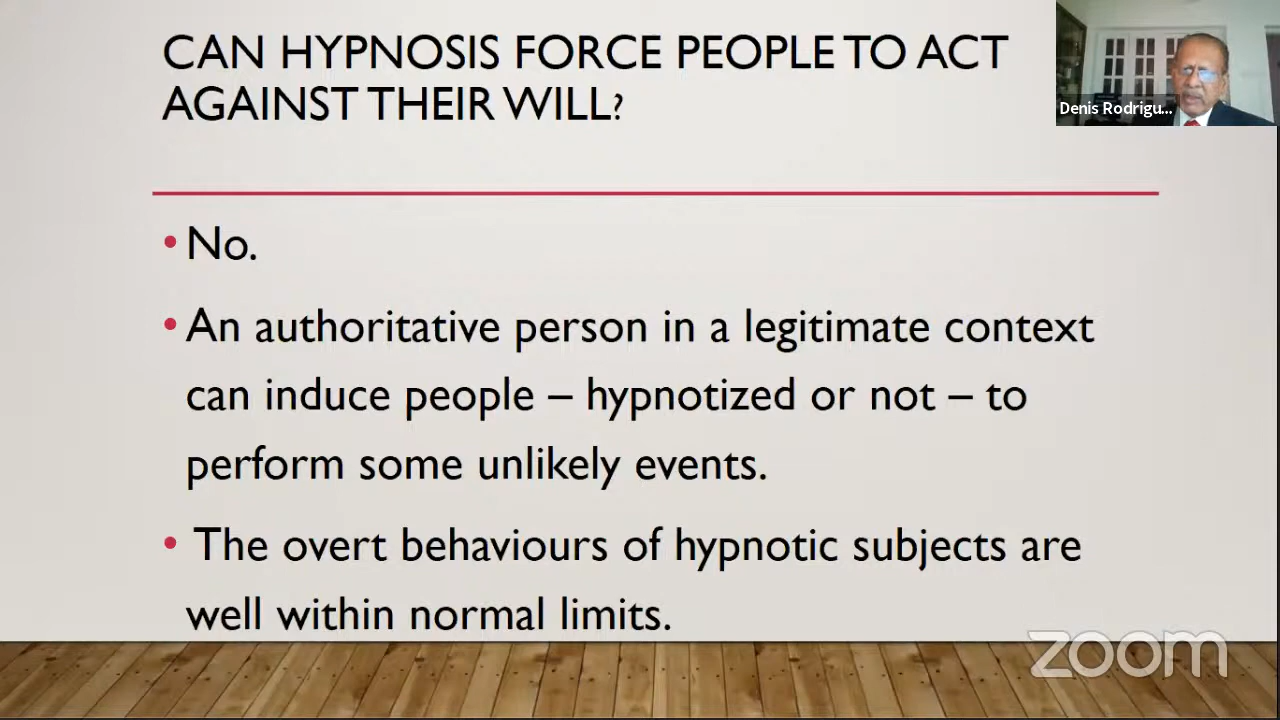 CAN HYPNOSIS FORCE PEOPLE TO ACT
AGAINST THEIR WILL?
Denis Rodrigu...
• No.
• An authoritative person in a legitimate context
can induce people – hypnotized or not – to
perform some unlikely events.
• The overt behaviours of hypnotic subjects are
well within normal limits.
zoom